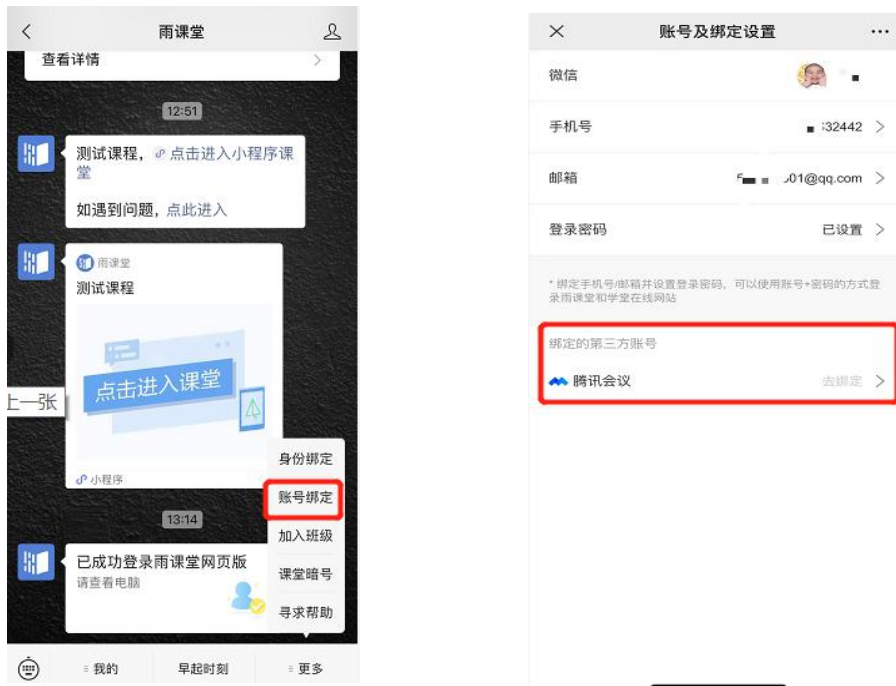 雨课堂
查看详情
12:51
测试课程，点击进入小程序课
堂
如遇到问题，点此进入
雨课堂
测试课程
点击进入课堂
上一张
小程序
13:14
已成功登录雨课堂网页版
请查看电脑
身份绑定
账号绑定
加入班级
课堂暗号
寻求帮助
我的
早起时刻
更多
账号及绑定设置
微信
手机号
32442
邮箱
01@qq.com
登录密码
已设置
*绑定手机号/邮箱并设置登录密码，可以使用账号+密码的方式登
录雨课堂和学堂在线网站
绑定的第三方账号
腾讯会议
去绑定